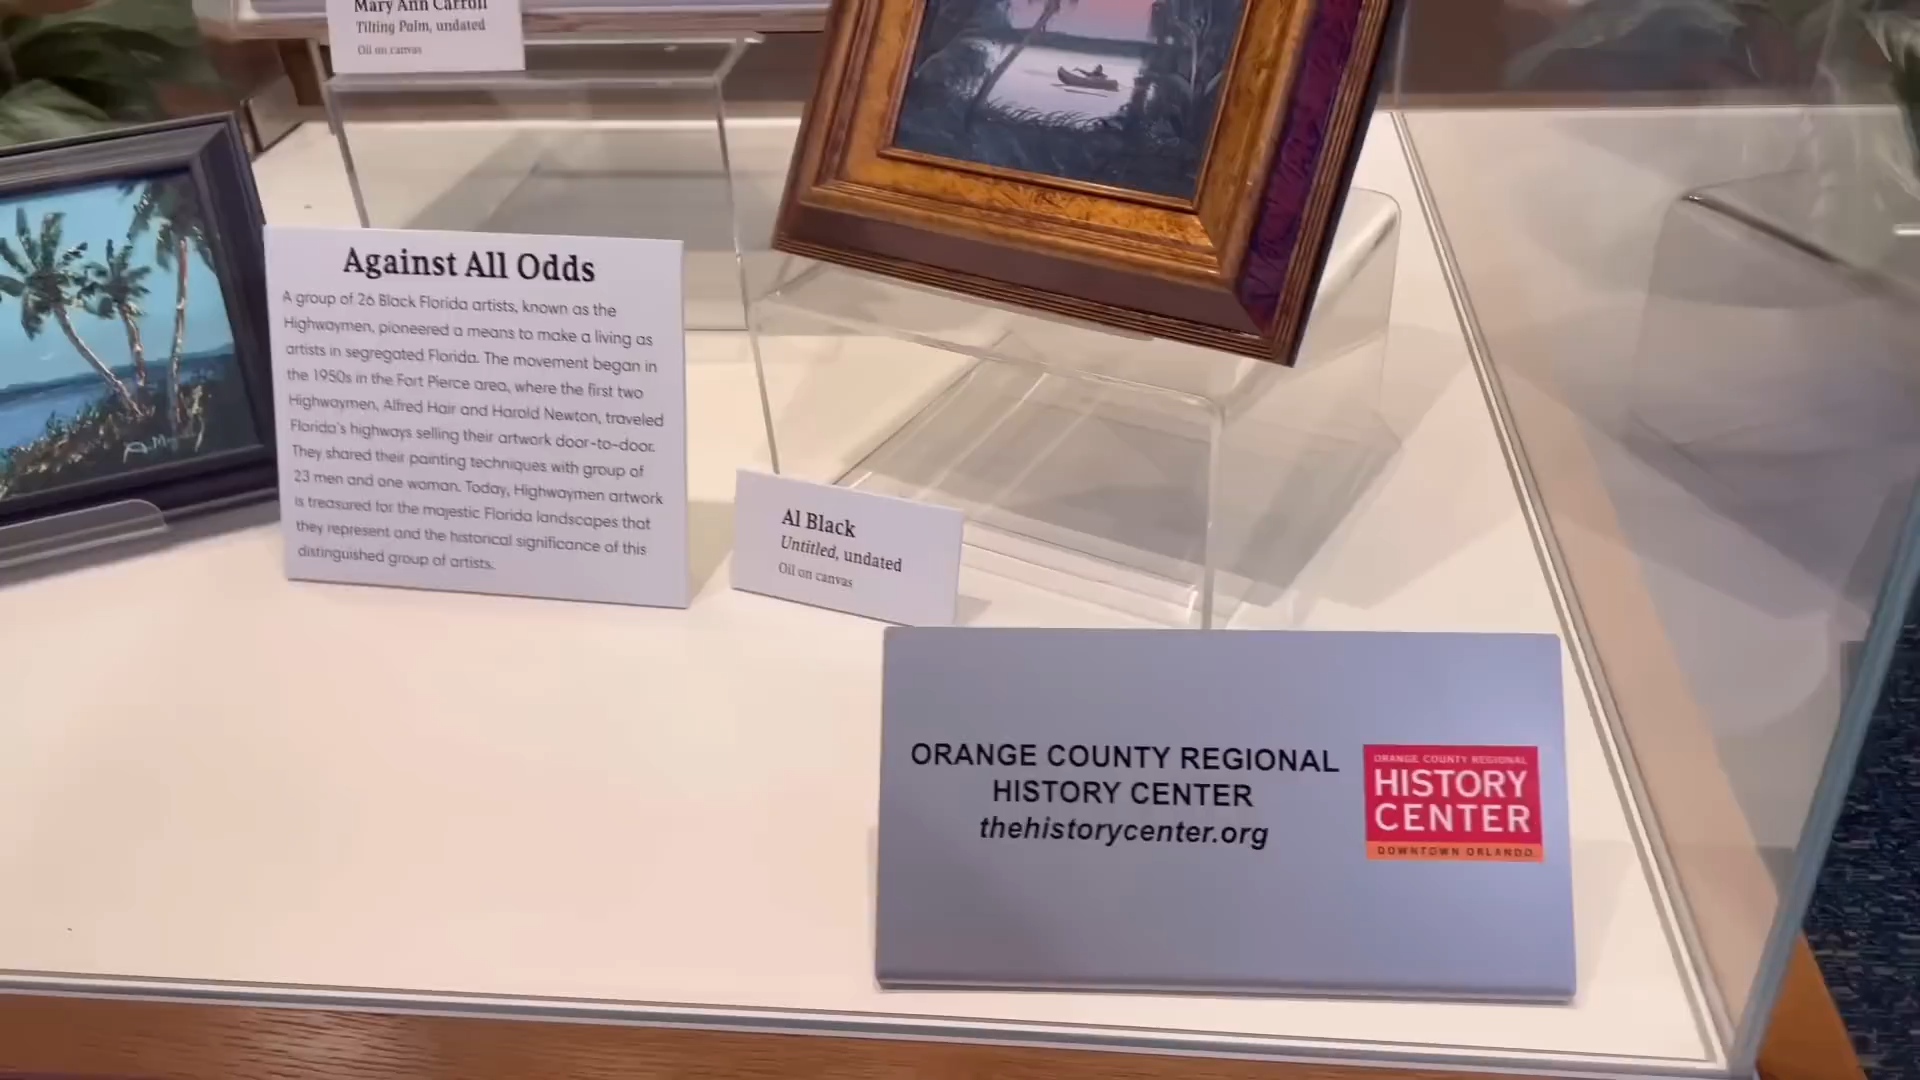 Mary Ann Carroll
Tilting Palm, undated
Oil on canvas
Against All Odds
A group of 26 Black Florida artists, known as the
Highwaymen, pioneered a means to make a living as
artists in segregated Florida. The movement began in
the 1950s in the Fort Pierce area, where the first two
Highwaymen, Alfred Hair and Harold Newton, traveled
Florida's highways selling their artwork door-to-door.
They shared their painting techniques with group of
23 men and one woman. Today, Highwaymen artwork
is treasured for the majestic Florida landscapes that
they represent and the historical significance of this
distinguished group of artists.
Al Black
Untitled, undated
Oil on canvas
ORANGE COUNTY REGIONAL
HISTORY CENTER
thehistorycenter.org
ORANGE COUNTY REGIONAL
HISTORY
CENTER
DOWNTOWN ORLANDO